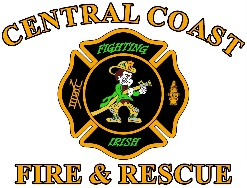 CENTRAL COAST
FIGHTING
IRISH
FIRE & RESCUE